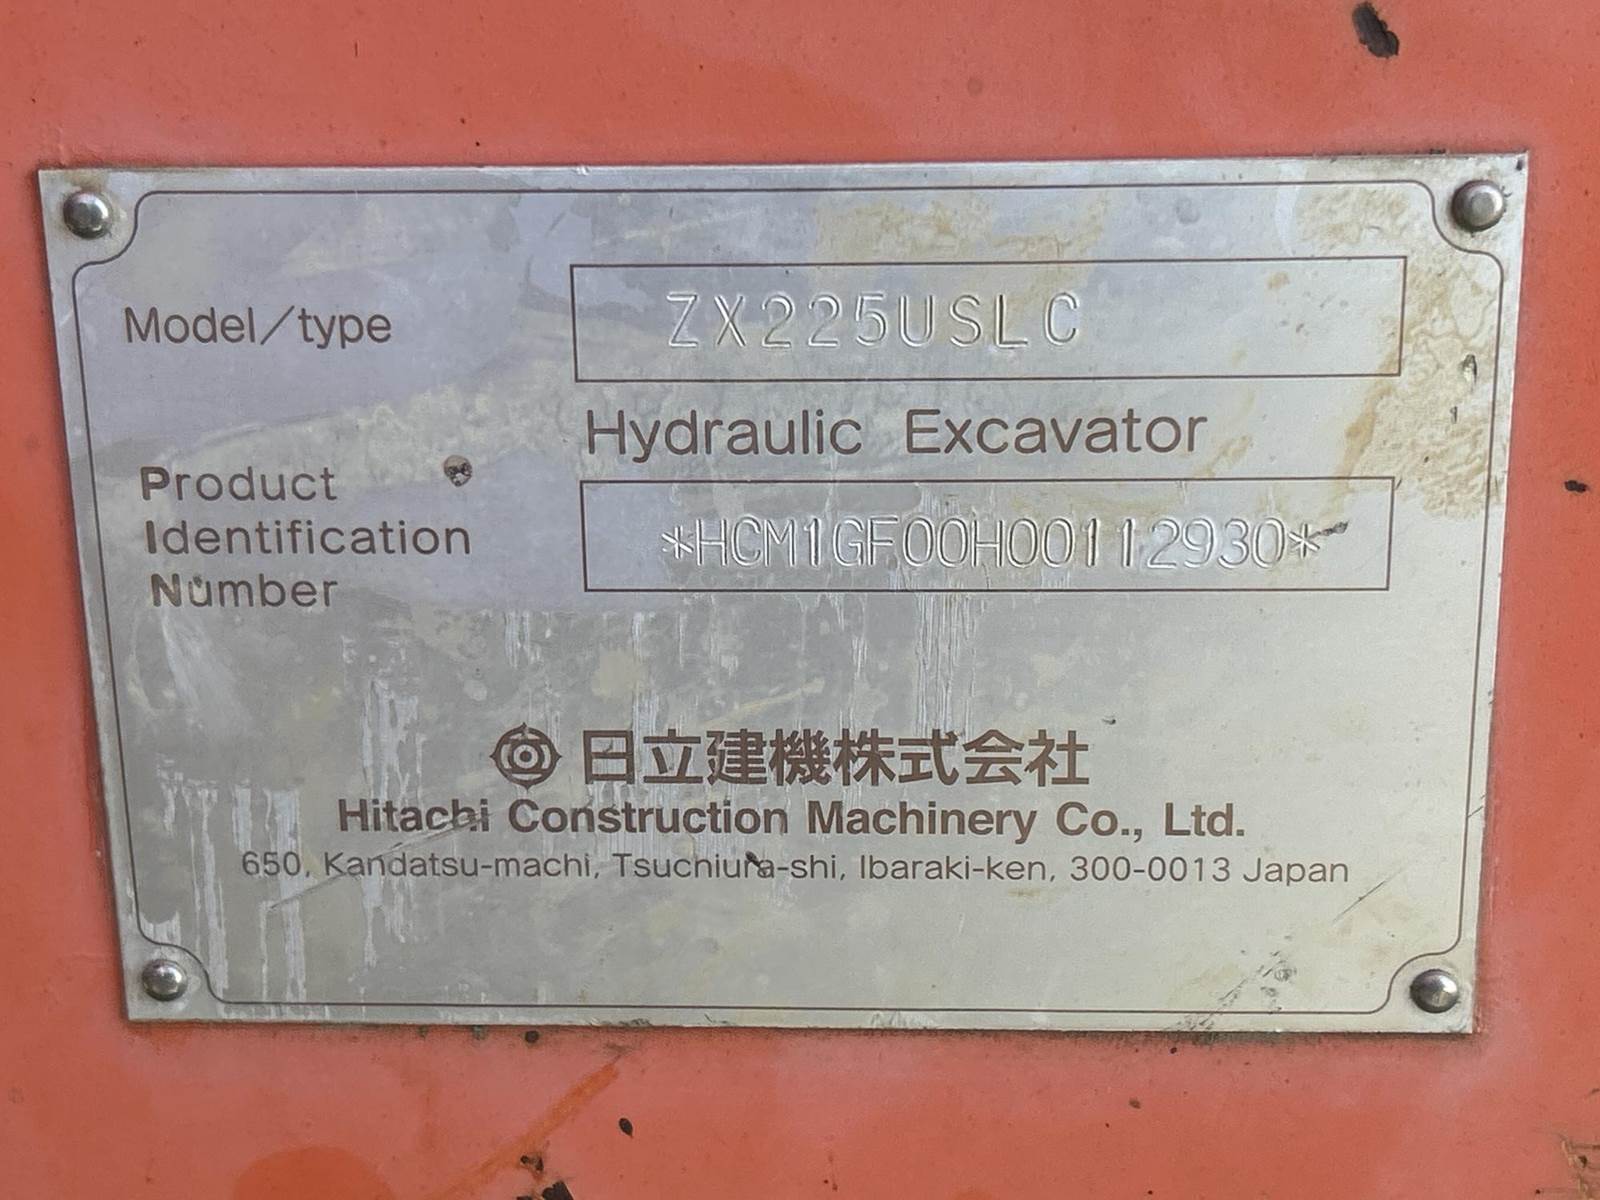 Model/type ZX225USLC
Hydraulic Excavator
Product
Identification *HCM1GF00H00112930*
Number
日立建機株式会社
Hitachi Construction Machinery Co., Ltd.
650, Kandatsu-machi, Tsuchiura-shi, Ibaraki-ken, 300-0013 Japan